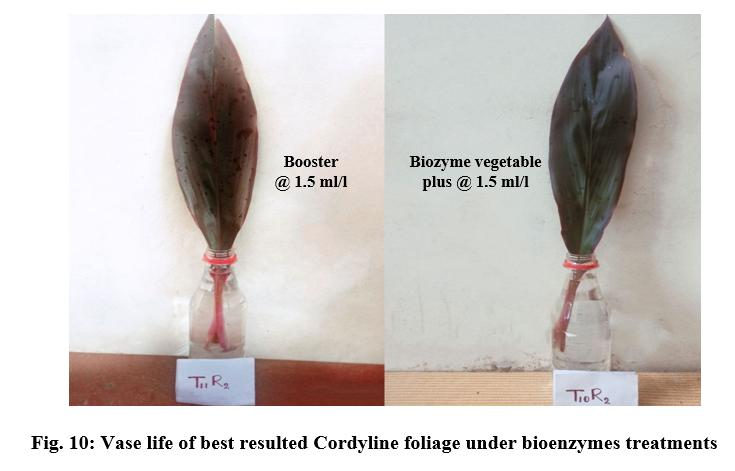 Booster
@ 1.5 ml/l
Biozyme vegetable
plus @ 1.5 ml/l
T11R2
T10R2
Fig. 10: Vase life of best resulted Cordyline foliage under bioenzymes treatments